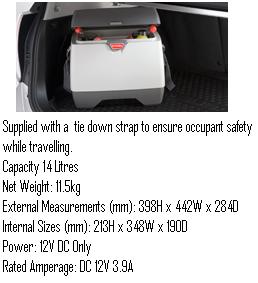 Supplied with a tie down strap to ensure occupant safety
while travelling.
Capacity 14 Litres
Net Weight: 11.5kg
External Measurements (mm): 398H x 442W x 284D
Internal Sizes (mm): 213H x 348W x 190D
Power: 12V DC Only
Rated Amperage: DC 12V 3.9A